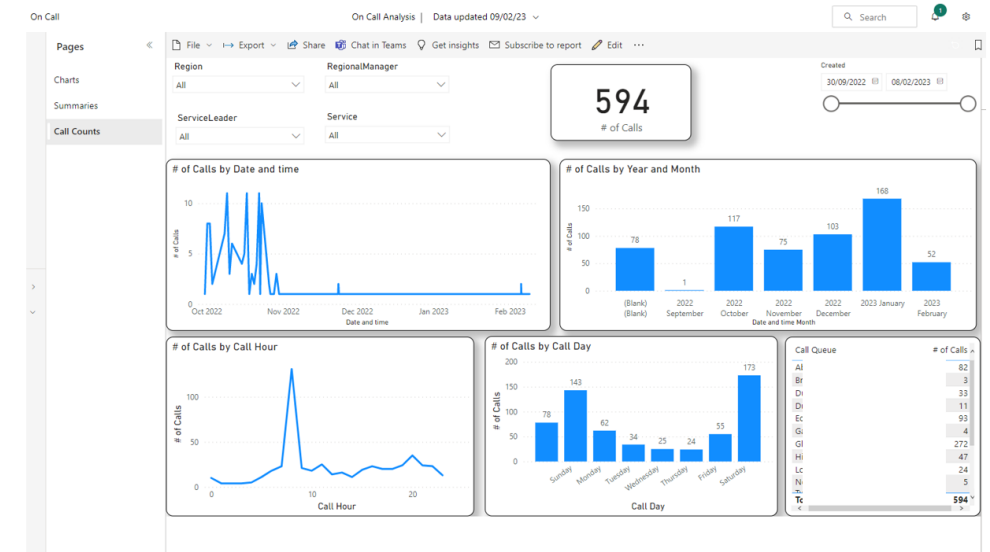 On Call
On Call Analysis | Data updated 09/02/23
Search
1
Pages
File
Export
Share
Chat in Teams
Get insights
Subscribe to report
Edit
Charts
Summaries
Call Counts
Region
All
RegionalManager
All
ServiceLeader
All
Service
All
594
# of Calls
Created
30/09/2022
08/02/2023
# of Calls by Date and time
# of Calls
10
5
0
Oct 2022
Nov 2022
Dec 2022
Jan 2023
Feb 2023
Date and time
# of Calls by Year and Month
# of Calls
150
100
50
0
78
1
117
75
103
168
52
(Blank) (Blank)
2022 September
2022 October
2022 November
2022 December
2023 January
2023 February
Date and time Month
# of Calls by Call Hour
# of Calls
100
50
0
0
10
20
Call Hour
# of Calls by Call Day
# of Calls
200
150
100
50
0
78
143
62
34
25
24
55
173
Sunday
Monday
Tuesday
Wednesday
Thursday
Friday
Saturday
Call Day
Call Queue # of Calls
82
3
33
11
93
4
272
47
24
5
594